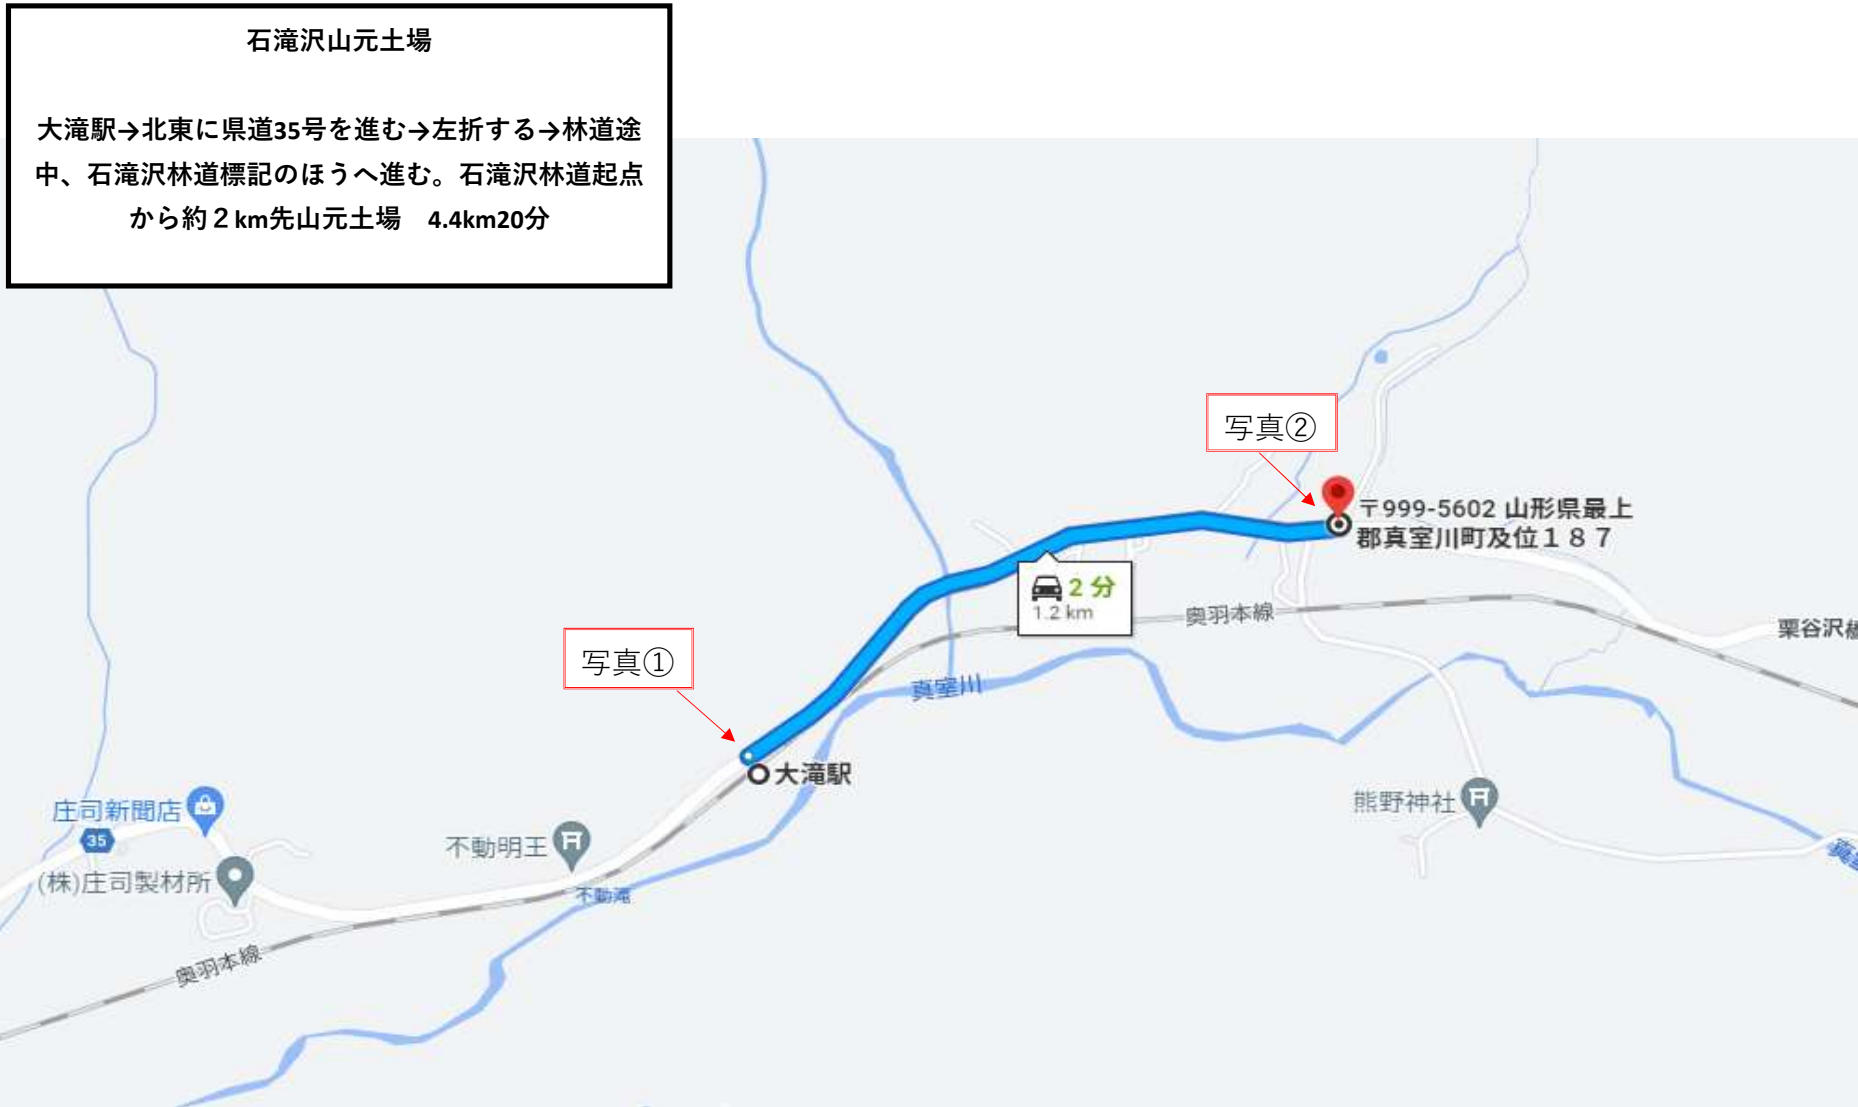 石滝沢山元土場
大滝駅→北東に県道35号を進む→左折する→林道途
中、石滝沢林道標記のほうへ進む。石滝沢林道起点
から約２km先山元土場　4.4km20分
写真②
〒999-5602 山形県最上
郡真室川町及位１８７
2 分
1.2 km
奥羽本線
栗谷沢橋
写真①
真室川
大滝駅
庄司新聞店
35
不動明王
熊野神社
(株)庄司製材所
不動滝
奥羽本線